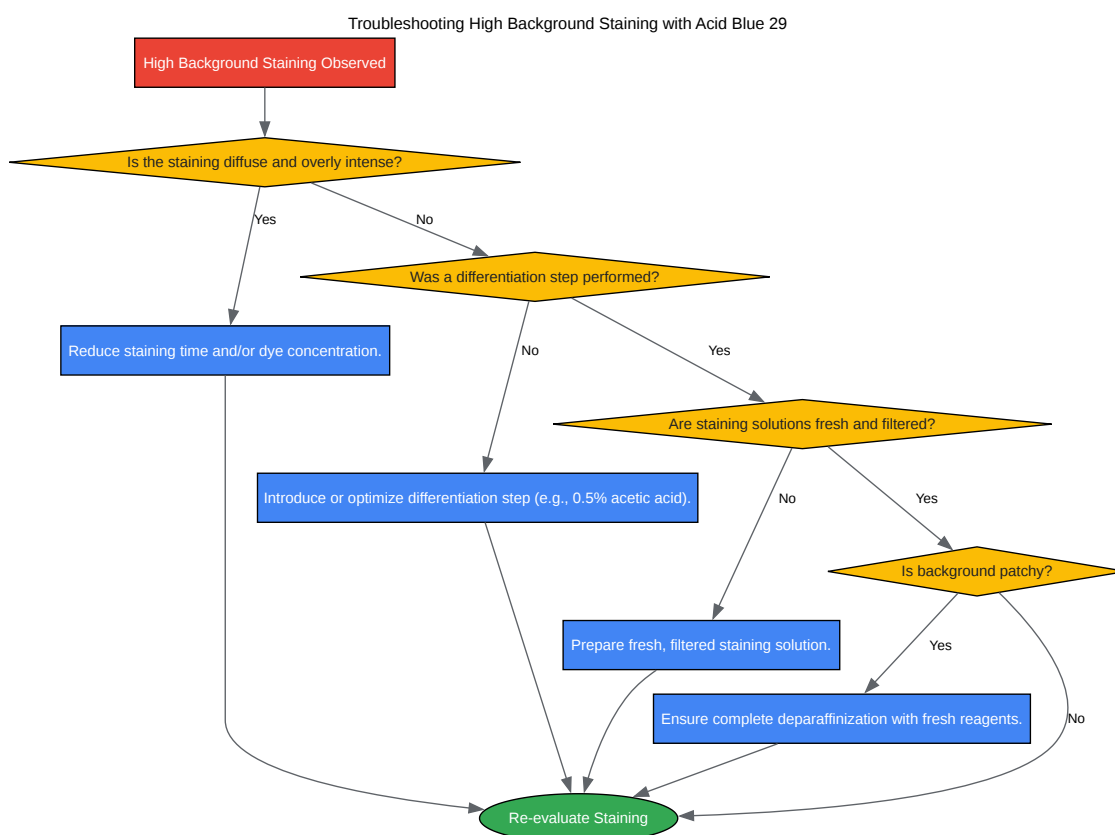 Troubleshooting High Background Staining with Acid Blue 29
High Background Staining Observed
Is the staining diffuse and overly intense?
Yes
No
Was a differentiation step performed?
Reduce staining time and/or dye concentration.
No
Yes
Are staining solutions fresh and filtered?
Introduce or optimize differentiation step (e.g., 0.5% acetic acid).
No
Yes
Is background patchy?
Prepare fresh, filtered staining solution.
Yes
Ensure complete deparaffinization with fresh reagents.
No
Re-evaluate Staining